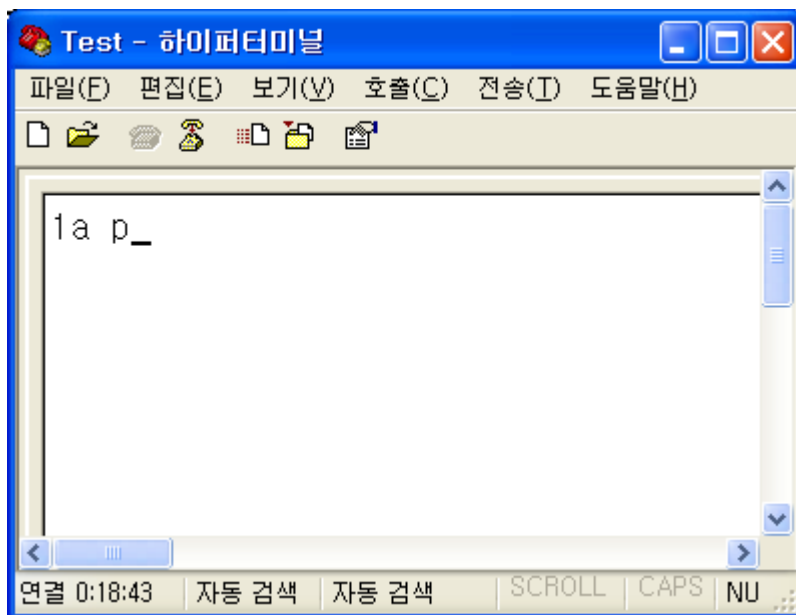 Test - 하이퍼터미널
파일(F) 편집(E) 보기(V) 호출(C) 전송(T) 도움말(H)
1a p_
연결 0:18:43 자동 검색 자동 검색 SCROLL CAPS NU